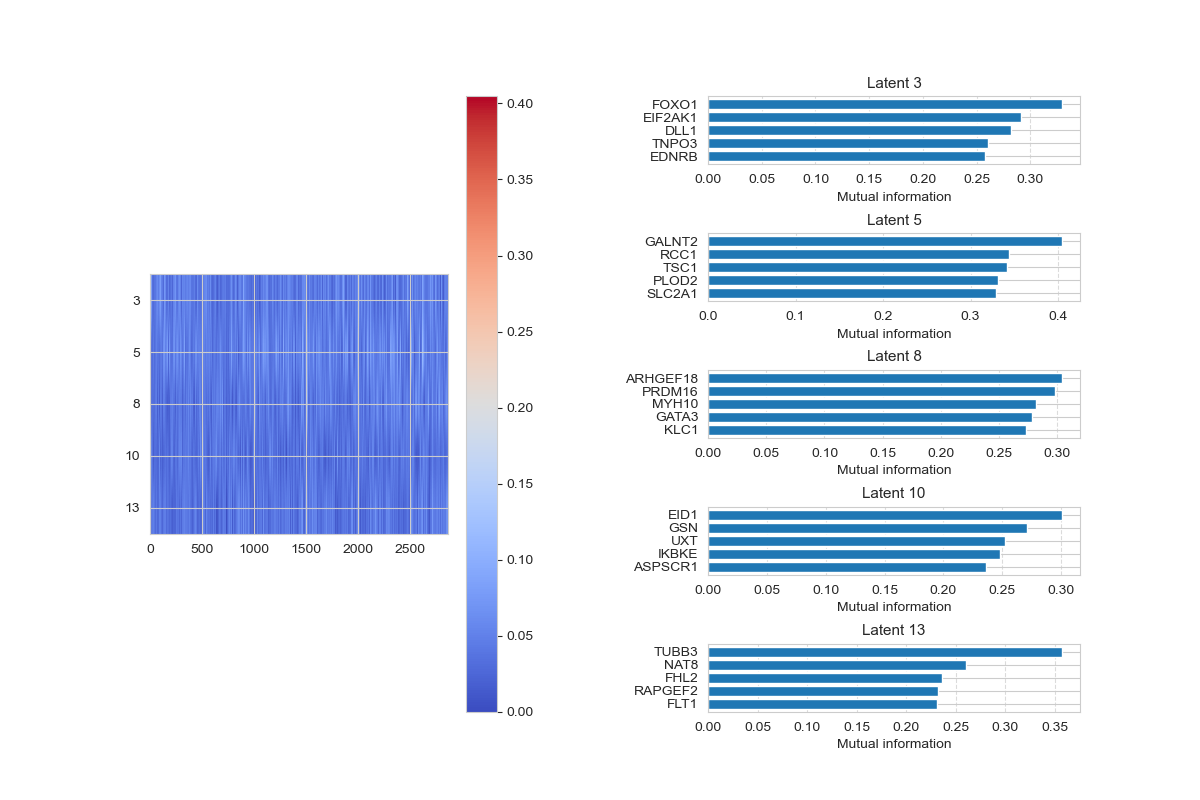 3
5
8
10
13
0 500 1000 1500 2000 2500
0.40
0.35
0.30
0.25
0.20
0.15
0.10
0.05
0.00
Latent 3
FOXO1
EIF2AK1
DLL1
TNPO3
EDNRB
0.00 0.05 0.10 0.15 0.20 0.25 0.30
Mutual information
Latent 5
GALNT2
RCC1
TSC1
PLOD2
SLC2A1
0.0 0.1 0.2 0.3 0.4
Mutual information
Latent 8
ARHGEF18
PRDM16
MYH10
GATA3
KLC1
0.00 0.05 0.10 0.15 0.20 0.25 0.30
Mutual information
Latent 10
EID1
GSN
UXT
IKBKE
ASPSCR1
0.00 0.05 0.10 0.15 0.20 0.25 0.30
Mutual information
Latent 13
TUBB3
NAT8
FHL2
RAPGEF2
FLT1
0.00 0.05 0.10 0.15 0.20 0.25 0.30 0.35
Mutual information